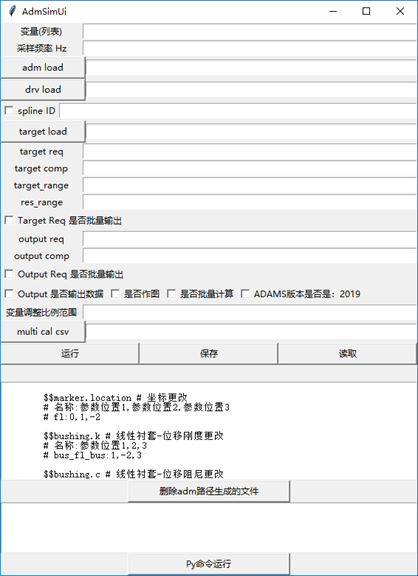 AdmSimUi
变量(列表)
采样频率 Hz
adm load
drv load
spline ID
target load
target req
target comp
target_range
res_range
Target Req 是否批量输出
output req
output comp
Output Req 是否批量输出
Output 是否输出数据 是否作图 是否批量计算 ADAMS版本是否是：2019
变量调整比例范围
multi cal csv
运行 保存 读取
$$marker.location # 坐标更改
# 名称:参数位置1,参数位置2,参数位置3
# fl:0,1,-2
$$bushing.k # 线性衬套-位移刚度更改
# 名称:参数位置1,2,3
# bus_fl_bus:1,-2,3
$$bushing.c # 线性衬套-位移阻尼更改
删除adm路径生成的文件
Py命令运行